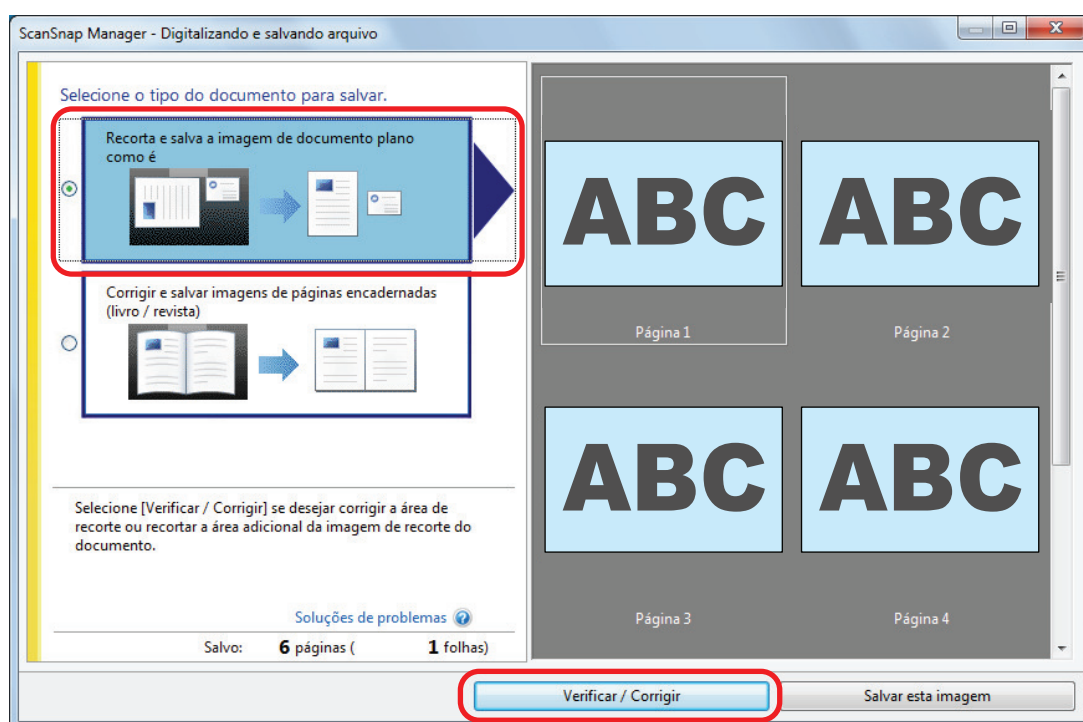 ScanSnap Manager - Digitalizando e salvando arquivo
Selecione o tipo do documento para salvar.
Recorta e salva a imagem de documento plano
como é
Corrigir e salvar imagens de páginas encadernadas
(livro / revista)
Selecione [Verificar / Corrigir] se desejar corrigir a área de
recorte ou recortar a área adicional da imagem de recorte do
documento.
Soluções de problemas
Salvo: 6 páginas ( 1 folhas)
ABC
Página 1
ABC
Página 2
ABC
Página 3
ABC
Página 4
Verificar / Corrigir
Salvar esta imagem